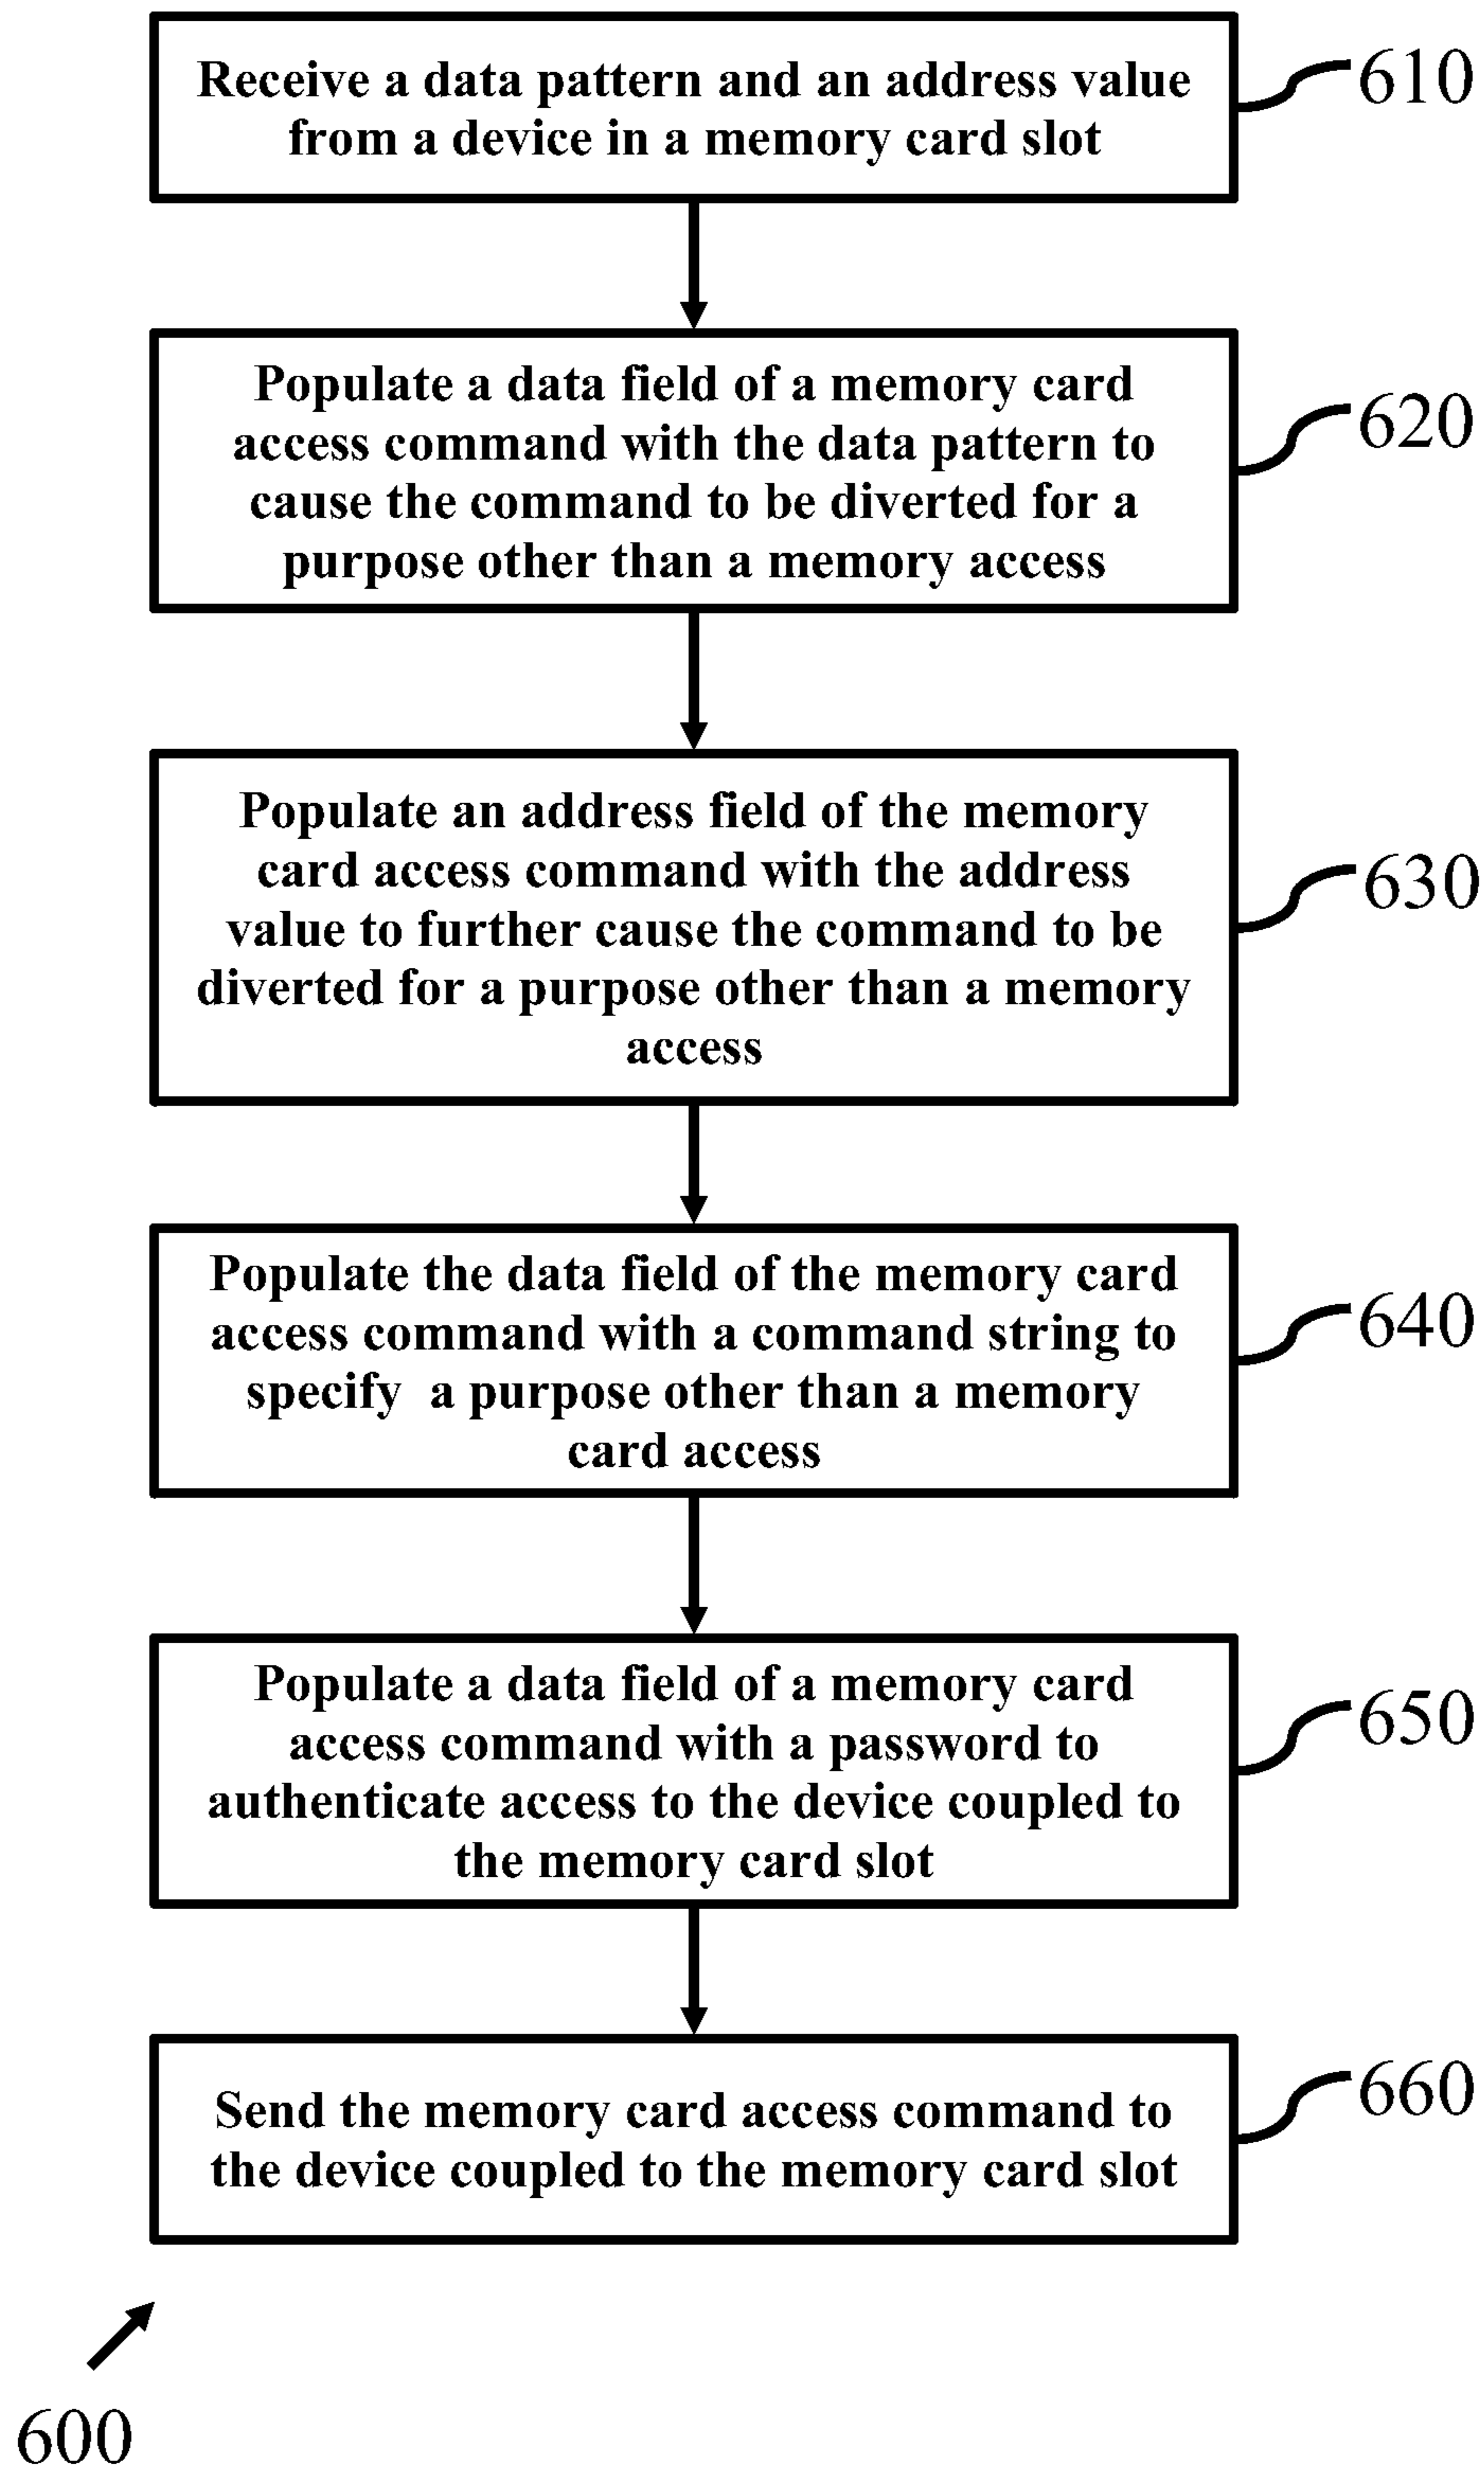 Receive a data pattern and an address value
from a device in a memory card slot
610
Populate a data field of a memory card
access command with the data pattern to
cause the command to be diverted for a
purpose other than a memory access
620
Populate an address field of the memory
card access command with the address
value to further cause the command to be
diverted for a purpose other than a memory
access
630
Populate the data field of the memory card
access command with a command string to
specify a purpose other than a memory
card access
640
Populate a data field of a memory card
access command with a password to
authenticate access to the device coupled to
the memory card slot
650
Send the memory card access command to
the device coupled to the memory card slot
660
600